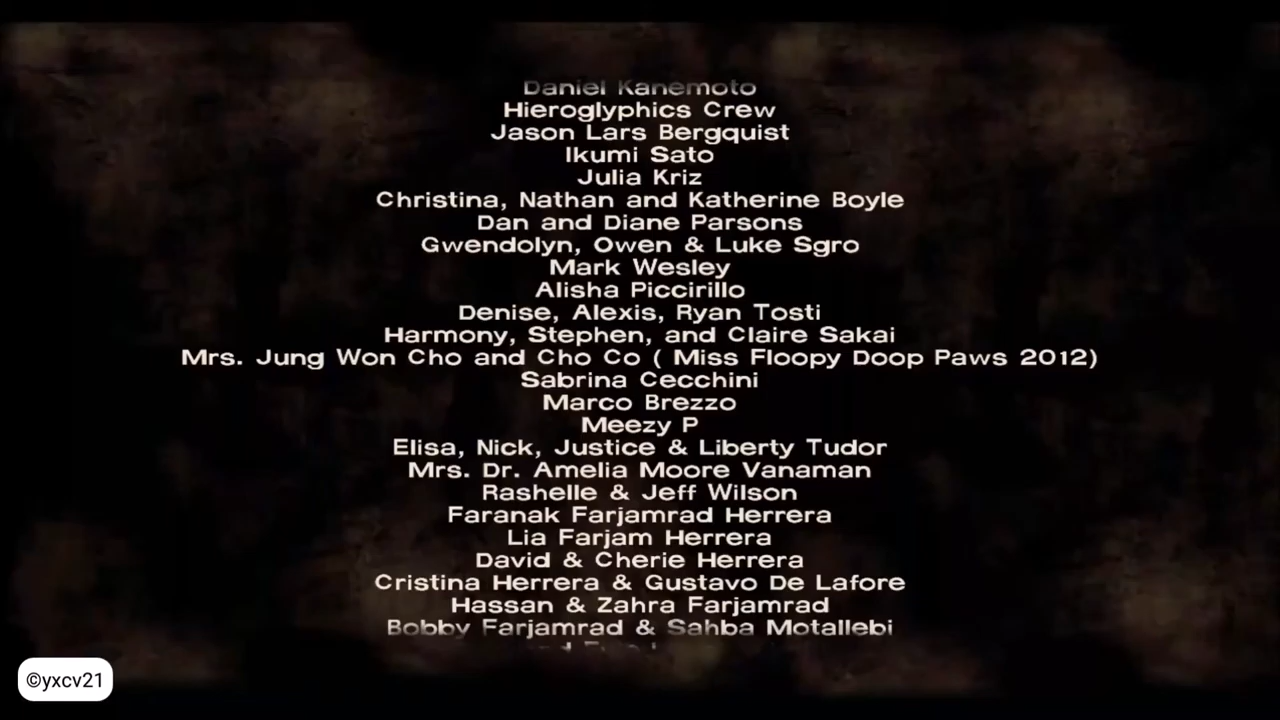 Daniel Kanemoto
Hieroglyphics Crew
Jason Lars Bergquist
Ikumi Sato
Julia Kriz
Christina, Nathan and Katherine Boyle
Dan and Diane Parsons
Gwendolyn, Owen & Luke Sgro
Mark Wesley
Alisha Piccirillo
Denise, Alexis, Ryan Tosti
Harmony, Stephen, and Claire Sakai
Mrs. Jung Won Cho and Cho Co ( Miss Floopy Doop Paws 2012)
Sabrina Cecchini
Marco Brezzo
Meezy P
Elisa, Nick, Justice & Liberty Tudor
Mrs. Dr. Amelia Moore Vanaman
Rashelle & Jeff Wilson
Faranak Farjamrad Herrera
Lia Farjam Herrera
David & Cherie Herrera
Cristina Herrera & Gustavo De Lafore
Hassan & Zahra Farjamrad
Bobby Farjamrad & Sahba Motallebi
©yxcv21